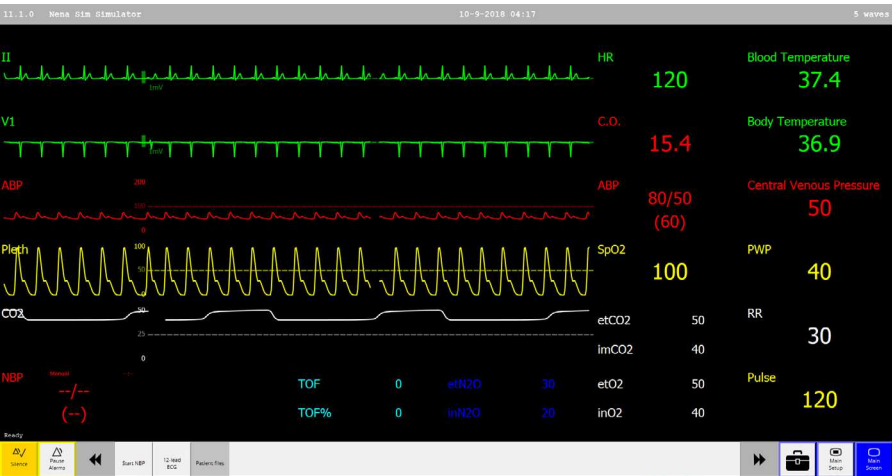 11.1.0 Nema Sim Simulator 10-9-2018 04:17 5 waves
II 1mV HR 120 Blood Temperature 37.4
V1 1mV C.O. 15.4 Body Temperature 36.9
ABP 200 100 0 ABP 80/50 (60) Central Venous Pressure 50
Pleth 100 50 0 SpO2 100 PWP 40
CO2 50 25 0 etCO2 50 RR 30
imCO2 40
NBP Manual --/-- (--) TOF 0 etN2O 30 etO2 50 Pulse 120
TOF% 0 inN2O 20 inO2 40
Ready
Silence Pause Alarms Start NBP 12-lead ECG Patient files Main Setup Main Screen